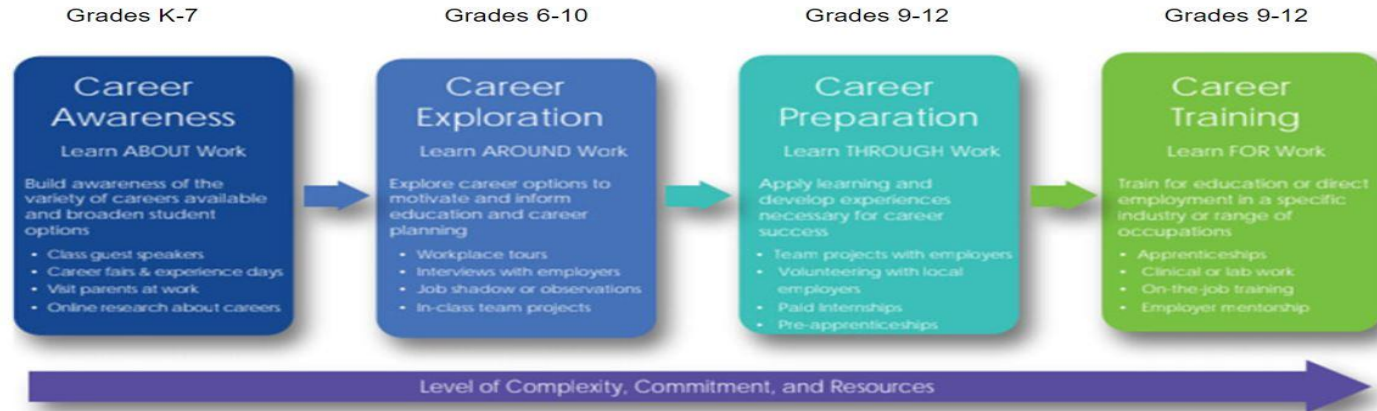 Grades K-7
Grades 6-10
Grades 9-12
Grades 9-12
Career
Awareness
Learn ABOUT Work
Build awareness of the
variety of careers available
and broaden student
options
• Class guest speakers
• Career fairs & experience days
• Visit parents at work
• Online research about careers
Career
Exploration
Learn AROUND Work
Explore career options to
motivate and inform
education and career
planning
• Workplace tours
• Interviews with employers
• Job shadow or observations
• In-class team projects
Career
Preparation
Learn THROUGH Work
Apply learning and
develop experiences
necessary for career
success
• Team projects with employers
• Volunteering with local
employers
• Paid Internships
• Pre-apprenticeships
Career
Training
Learn FOR Work
Train for education or direct
employment in a specific
industry or range of
occupations
• Apprenticeships
• Clinical or lab work
• On-the-job training
• Employer mentorship
Level of Complexity, Commitment, and Resources